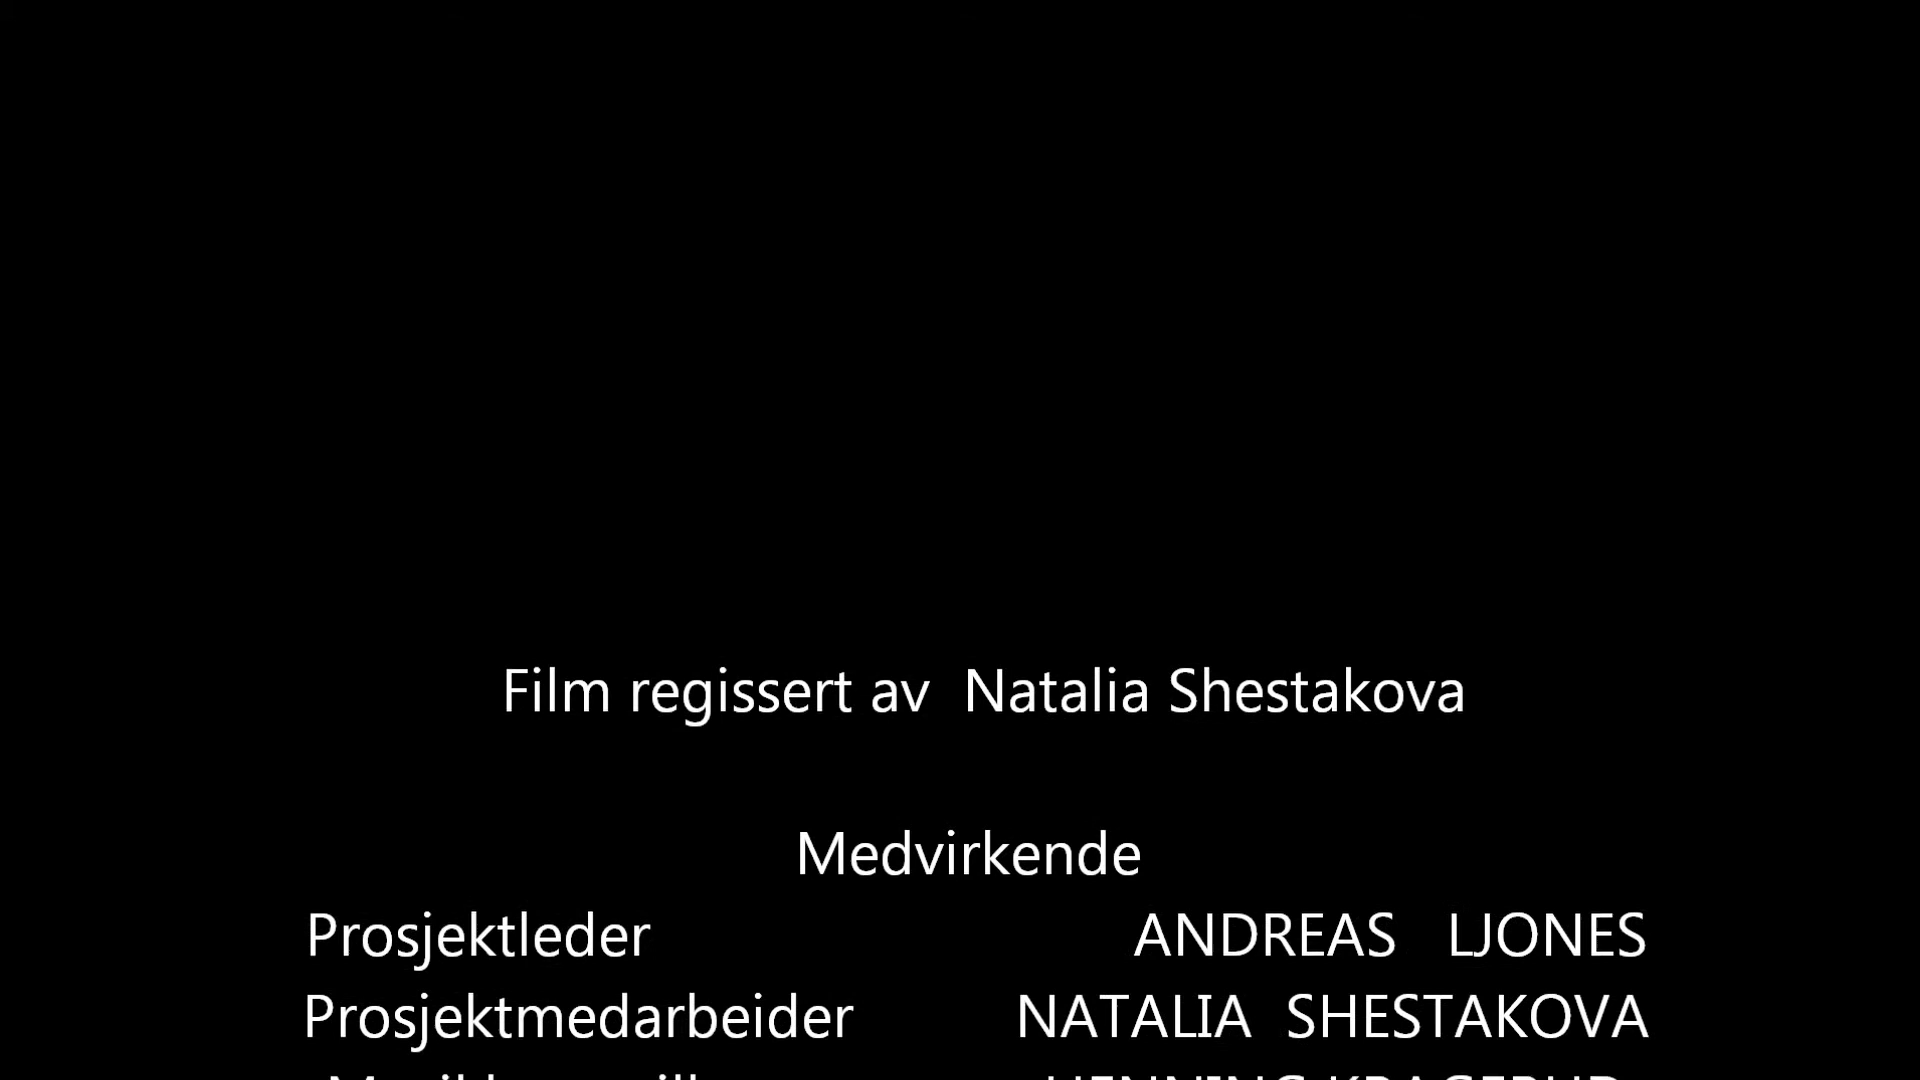 Film regissert av  Natalia Shestakova
Medvirkende
Prosjektleder ANDREAS LJONES
Prosjektmedarbeider NATALIA SHESTAKOVA